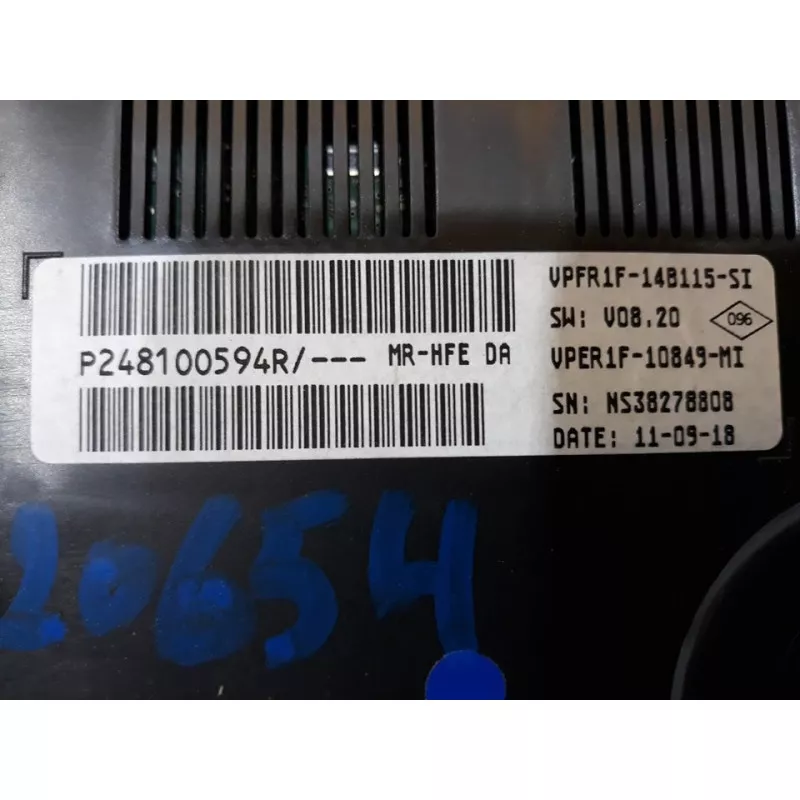 VPFR1F-14B115-SI
SW: V08.20
096
P248100594R/--- MR-HFE DA
VPER1F-10849-MI
SN: NS38278808
DATE: 11-09-18
20654